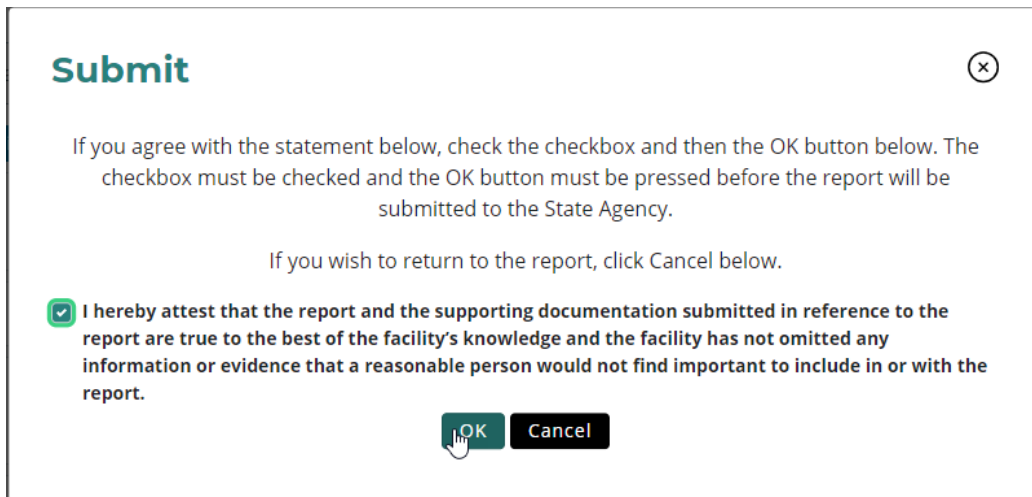 Submit
If you agree with the statement below, check the checkbox and then the OK button below. The
checkbox must be checked and the OK button must be pressed before the report will be
submitted to the State Agency.
If you wish to return to the report, click Cancel below.
I hereby attest that the report and the supporting documentation submitted in reference to the
report are true to the best of the facility’s knowledge and the facility has not omitted any
information or evidence that a reasonable person would not find important to include in or with the
report.
OK Cancel